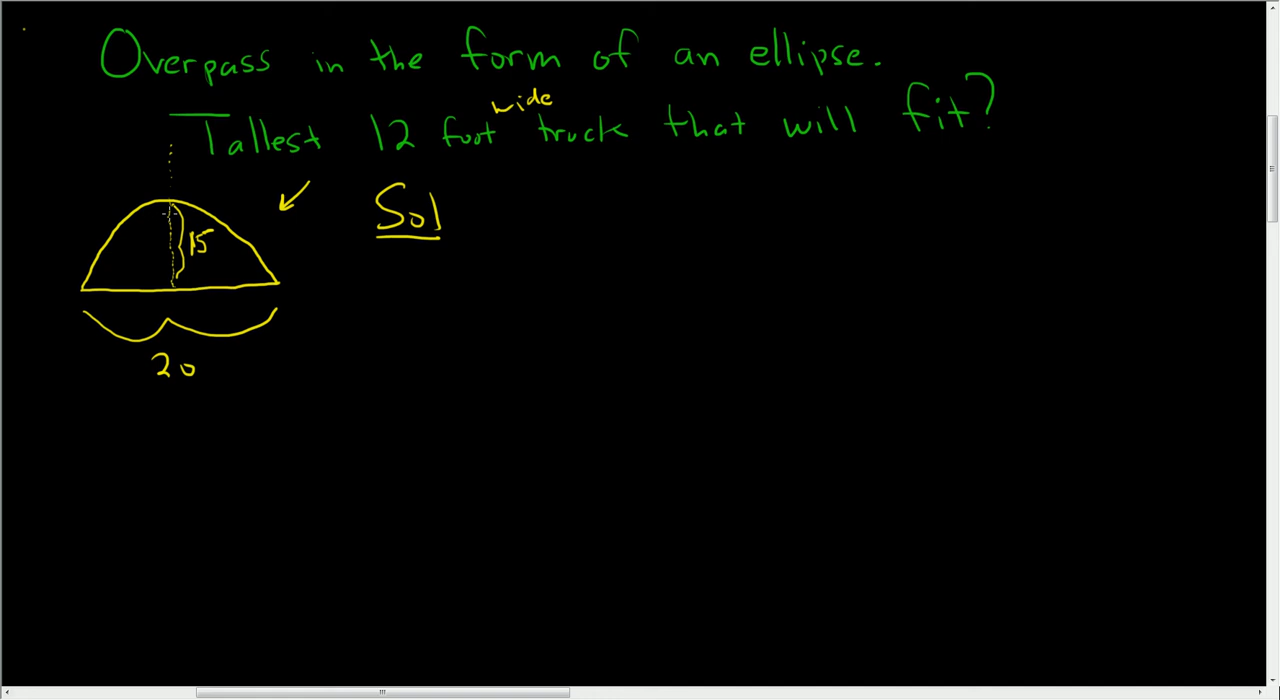 Overpass in the form of an ellipse.
Tallest 12 foot wide truck that will fit?
Sol
15
20